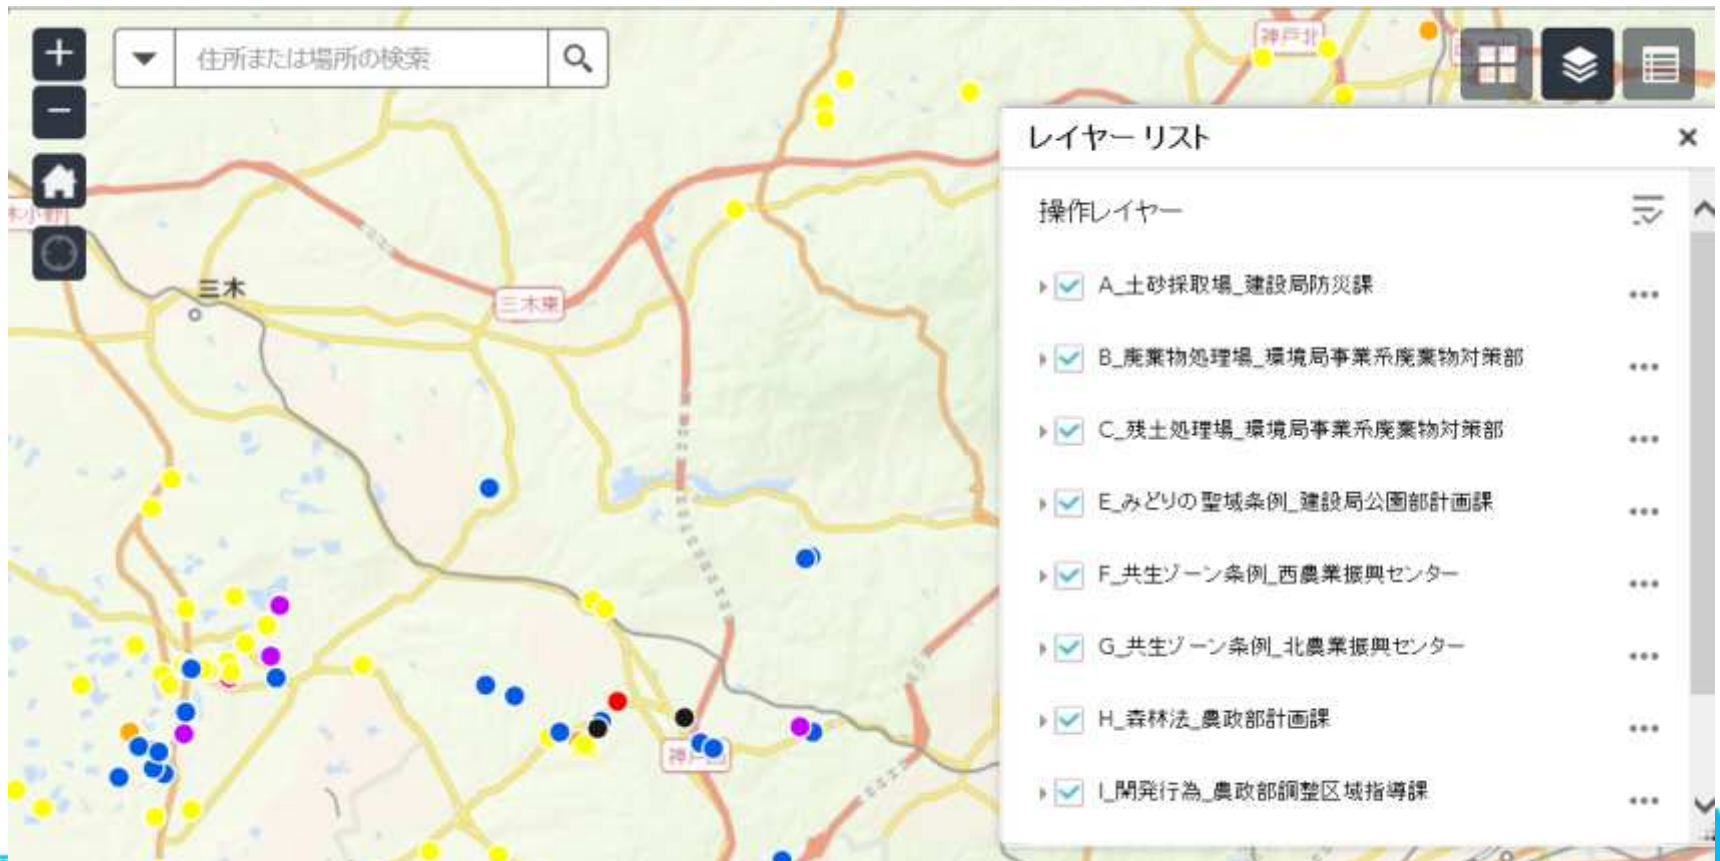 住所または場所の検索
神戸北
レイヤー リスト
操作レイヤー
A_土砂採取場_建設局防災課
B_廃棄物処理場_環境局事業系廃棄物対策部
C_残土処理場_環境局事業系廃棄物対策部
E_みどりの聖域条例_建設局公園部計画課
F_共生ゾーン条例_西農業振興センター
G_共生ゾーン条例_北農業振興センター
H_森林法_農政部計画課
I_開発行為_農政部調整区域指導課
木小野
三木
三木東